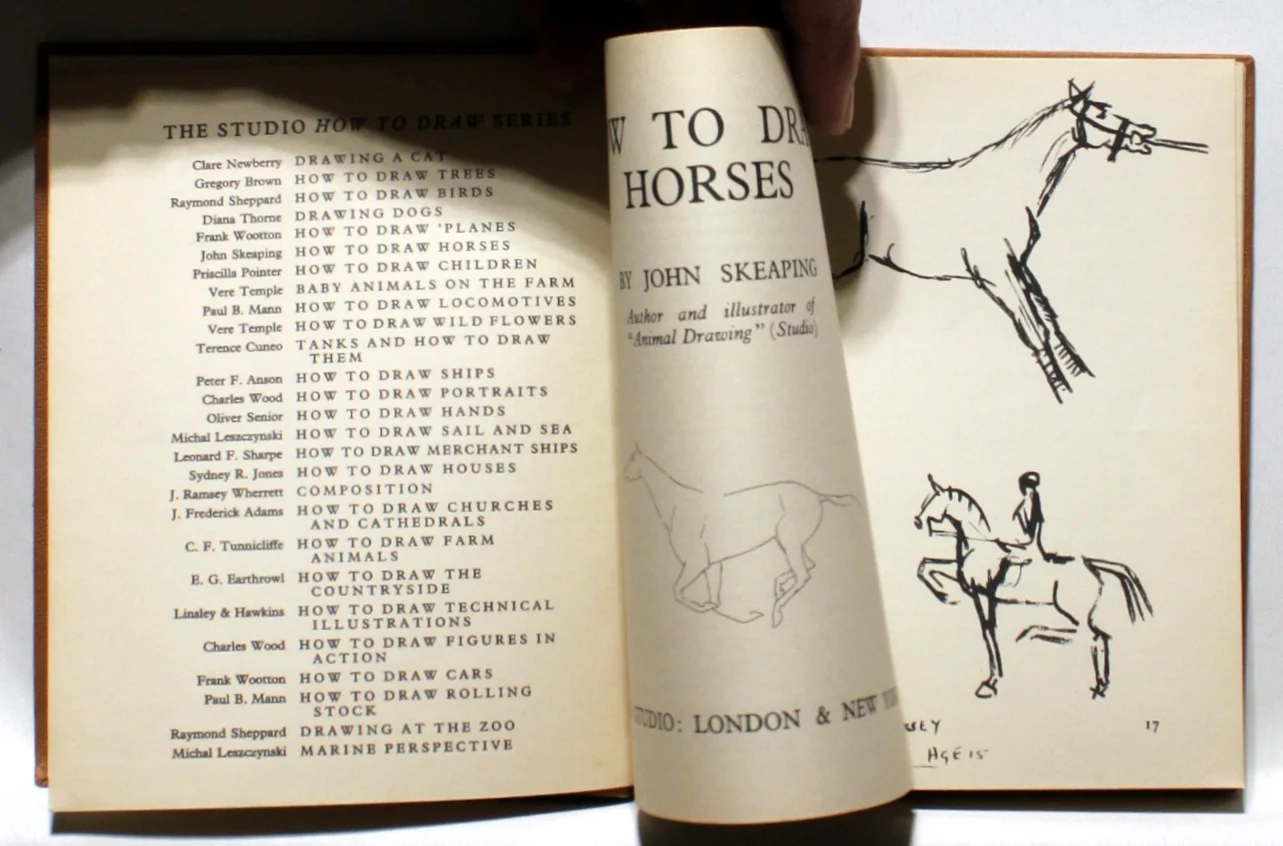 THE STUDIO HOW TO DRAW SERIES
Clare Newberry DRAWING A CAT
Gregory Brown HOW TO DRAW TREES
Raymond Sheppard HOW TO DRAW BIRDS
Diana Thorne DRAWING DOGS
Frank Wootton HOW TO DRAW 'PLANES
John Skeaping HOW TO DRAW HORSES
Priscilla Pointer HOW TO DRAW CHILDREN
Vere Temple BABY ANIMALS ON THE FARM
Paul B. Mann HOW TO DRAW LOCOMOTIVES
Vere Temple HOW TO DRAW WILD FLOWERS
Terence Cuneo TANKS AND HOW TO DRAW
THEM
Peter F. Anson HOW TO DRAW SHIPS
Charles Wood HOW TO DRAW PORTRAITS
Oliver Senior HOW TO DRAW HANDS
Michal Leszczynski HOW TO DRAW SAIL AND SEA
Leonard F. Sharpe HOW TO DRAW MERCHANT SHIPS
Sydney R. Jones HOW TO DRAW HOUSES
J. Ramsey Wherrett COMPOSITION
J. Frederick Adams HOW TO DRAW CHURCHES
AND CATHEDRALS
C. F. Tunnicliffe HOW TO DRAW FARM
ANIMALS
E. G. Earthrowl HOW TO DRAW THE
COUNTRYSIDE
Linsley & Hawkins HOW TO DRAW TECHNICAL
ILLUSTRATIONS
Charles Wood HOW TO DRAW FIGURES IN
ACTION
Frank Wootton HOW TO DRAW CARS
Paul B. Mann HOW TO DRAW ROLLING
STOCK
Raymond Sheppard DRAWING AT THE ZOO
Michal Leszczynski MARINE PERSPECTIVE
W TO DRA
HORSES
BY JOHN SKEAPING
Author and illustrator of
"Animal Drawing" (Studio)
UDIO: LONDON & NEW
AGE 15
17